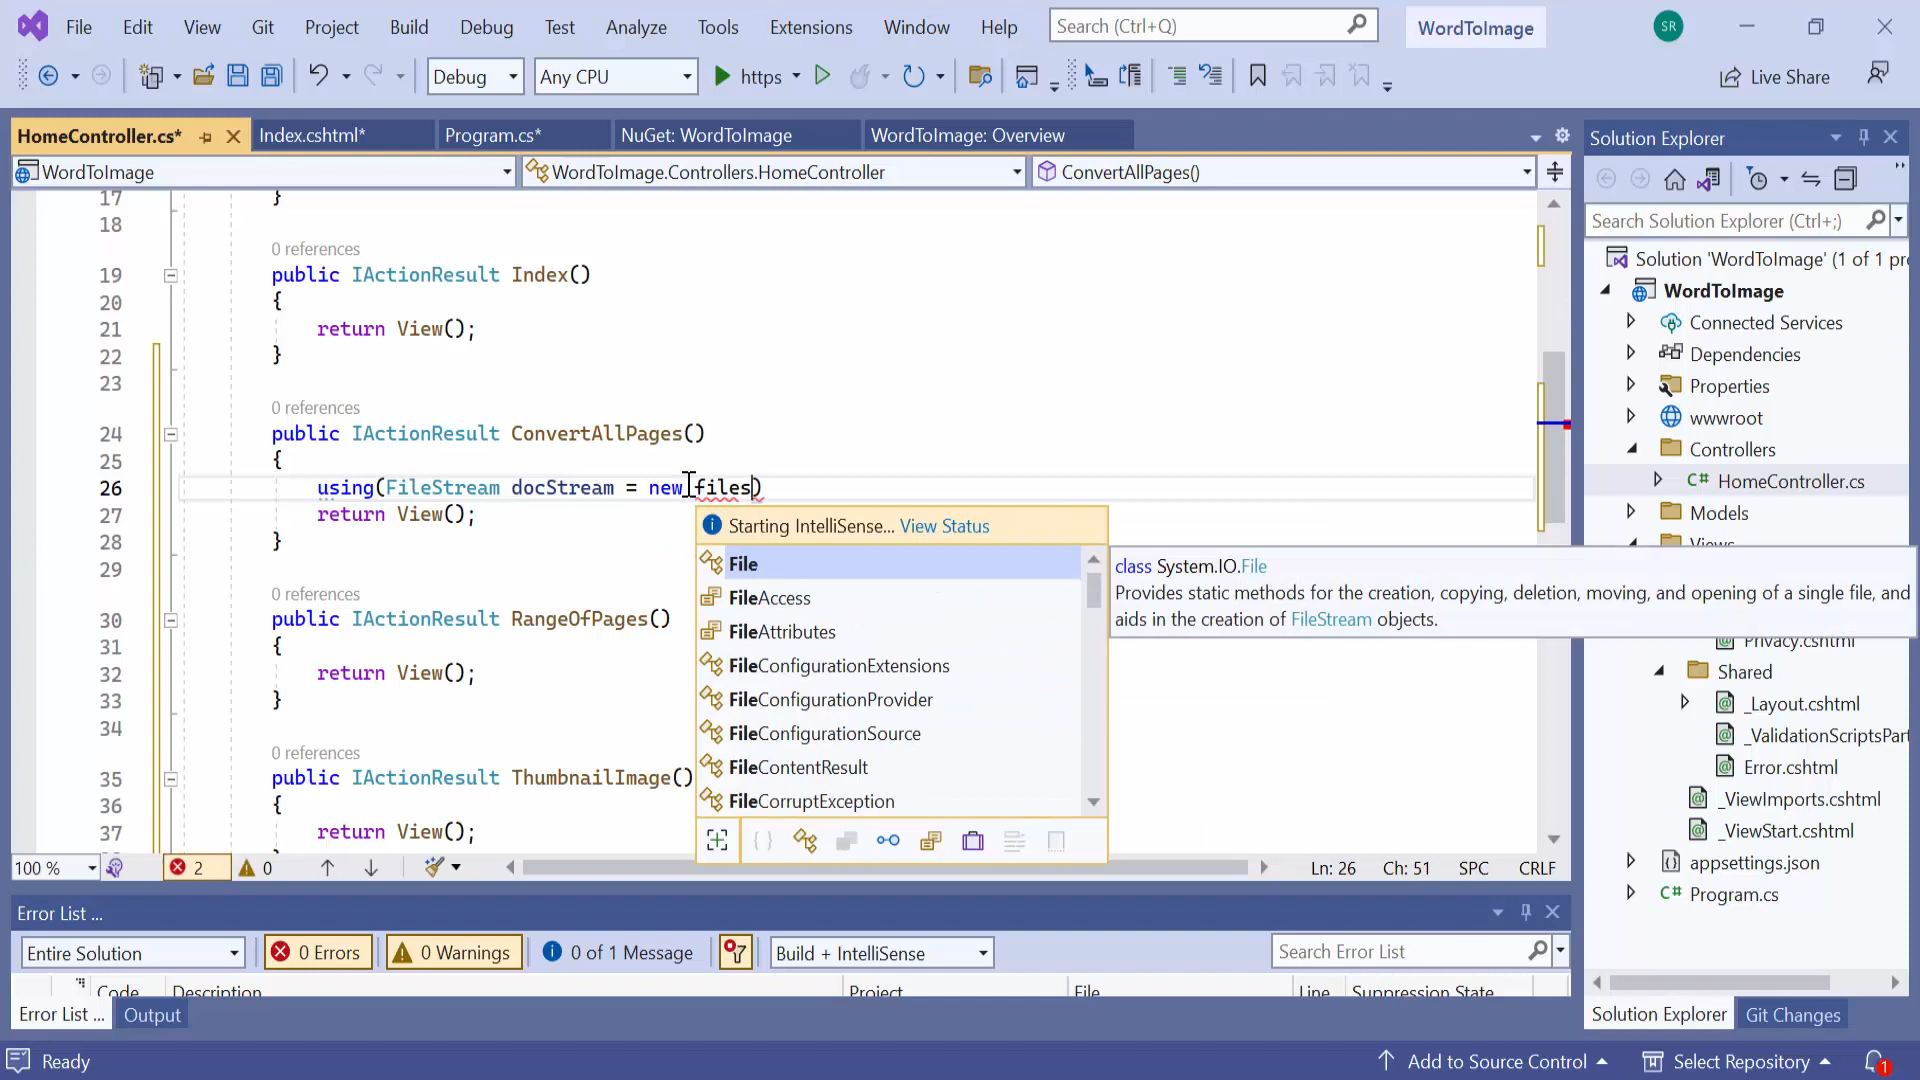 File Edit View Git Project Build Debug Test Analyze Tools Extensions Window Help Search (Ctrl+Q) WordToImage SR
Debug Any CPU https Live Share
HomeController.cs* Index.cshtml* Program.cs* NuGet: WordToImage WordToImage: Overview
WordToImage WordToImage.Controllers.HomeController ConvertAllPages()
17 }
18
0 references
19 public IActionResult Index()
20 {
21 return View();
22 }
23
0 references
24 public IActionResult ConvertAllPages()
25 {
26 using(FileStream docStream = new files)
27 return View();
28 }
29
0 references
30 public IActionResult RangeOfPages()
31 {
32 return View();
33 }
34
0 references
35 public IActionResult ThumbnailImage()
36 {
37 return View();
Starting IntelliSense... View Status
File
FileAccess
FileAttributes
FileConfigurationExtensions
FileConfigurationProvider
FileConfigurationSource
FileContentResult
FileCorruptException
class System.IO.File
Provides static methods for the creation, copying, deletion, moving, and opening of a single file, and
aids in the creation of FileStream objects.
100 % 2 0 Ln: 26 Ch: 51 SPC CRLF
Error List ...
Entire Solution 0 Errors 0 Warnings 0 of 1 Message Build + IntelliSense Search Error List
Code Description Project File Line Suppression State
Error List ... Output
Solution Explorer
Search Solution Explorer (Ctrl+;)
Solution 'WordToImage' (1 of 1 pro
WordToImage
Connected Services
Dependencies
Properties
wwwroot
Controllers
C# HomeController.cs
Models
Views
Privacy.cshtml
Shared
_Layout.cshtml
_ValidationScriptsPart
Error.cshtml
_ViewImports.cshtml
_ViewStart.cshtml
appsettings.json
C# Program.cs
Solution Explorer Git Changes
Ready Add to Source Control Select Repository 1